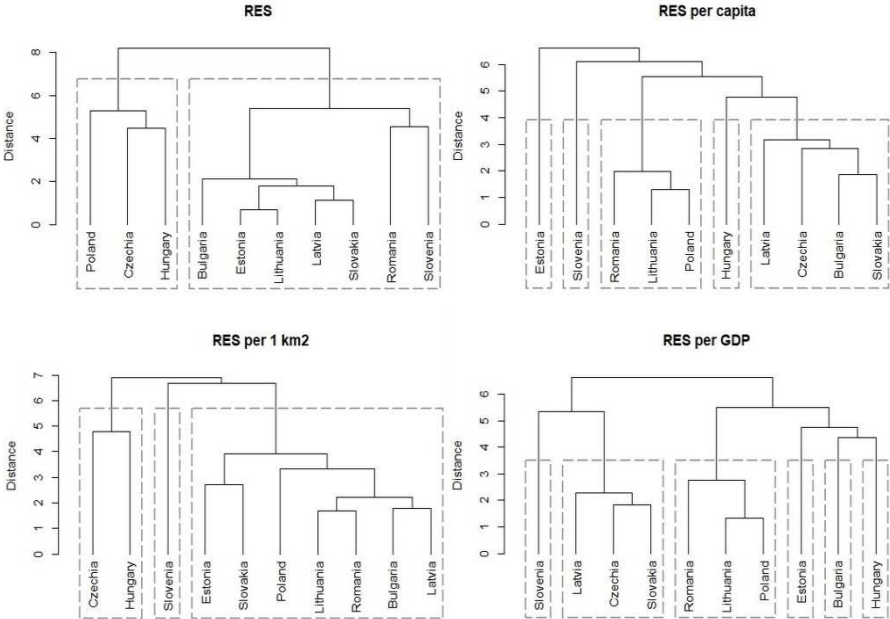 RES
Distance
8
6
4
2
0
Poland
Czechia
Hungary
Bulgaria
Estonia
Lithuania
Latvia
Slovakia
Romania
Slovenia
RES per capita
Distance
6
5
4
3
2
1
0
Estonia
Slovenia
Romania
Lithuania
Poland
Hungary
Latvia
Czechia
Bulgaria
Slovakia
RES per 1 km2
Distance
7
6
5
4
3
2
1
0
Czechia
Hungary
Slovenia
Estonia
Slovakia
Poland
Lithuania
Romania
Bulgaria
Latvia
RES per GDP
Distance
6
5
4
3
2
1
0
Slovenia
Latvia
Czechia
Slovakia
Romania
Lithuania
Poland
Estonia
Bulgaria
Hungary